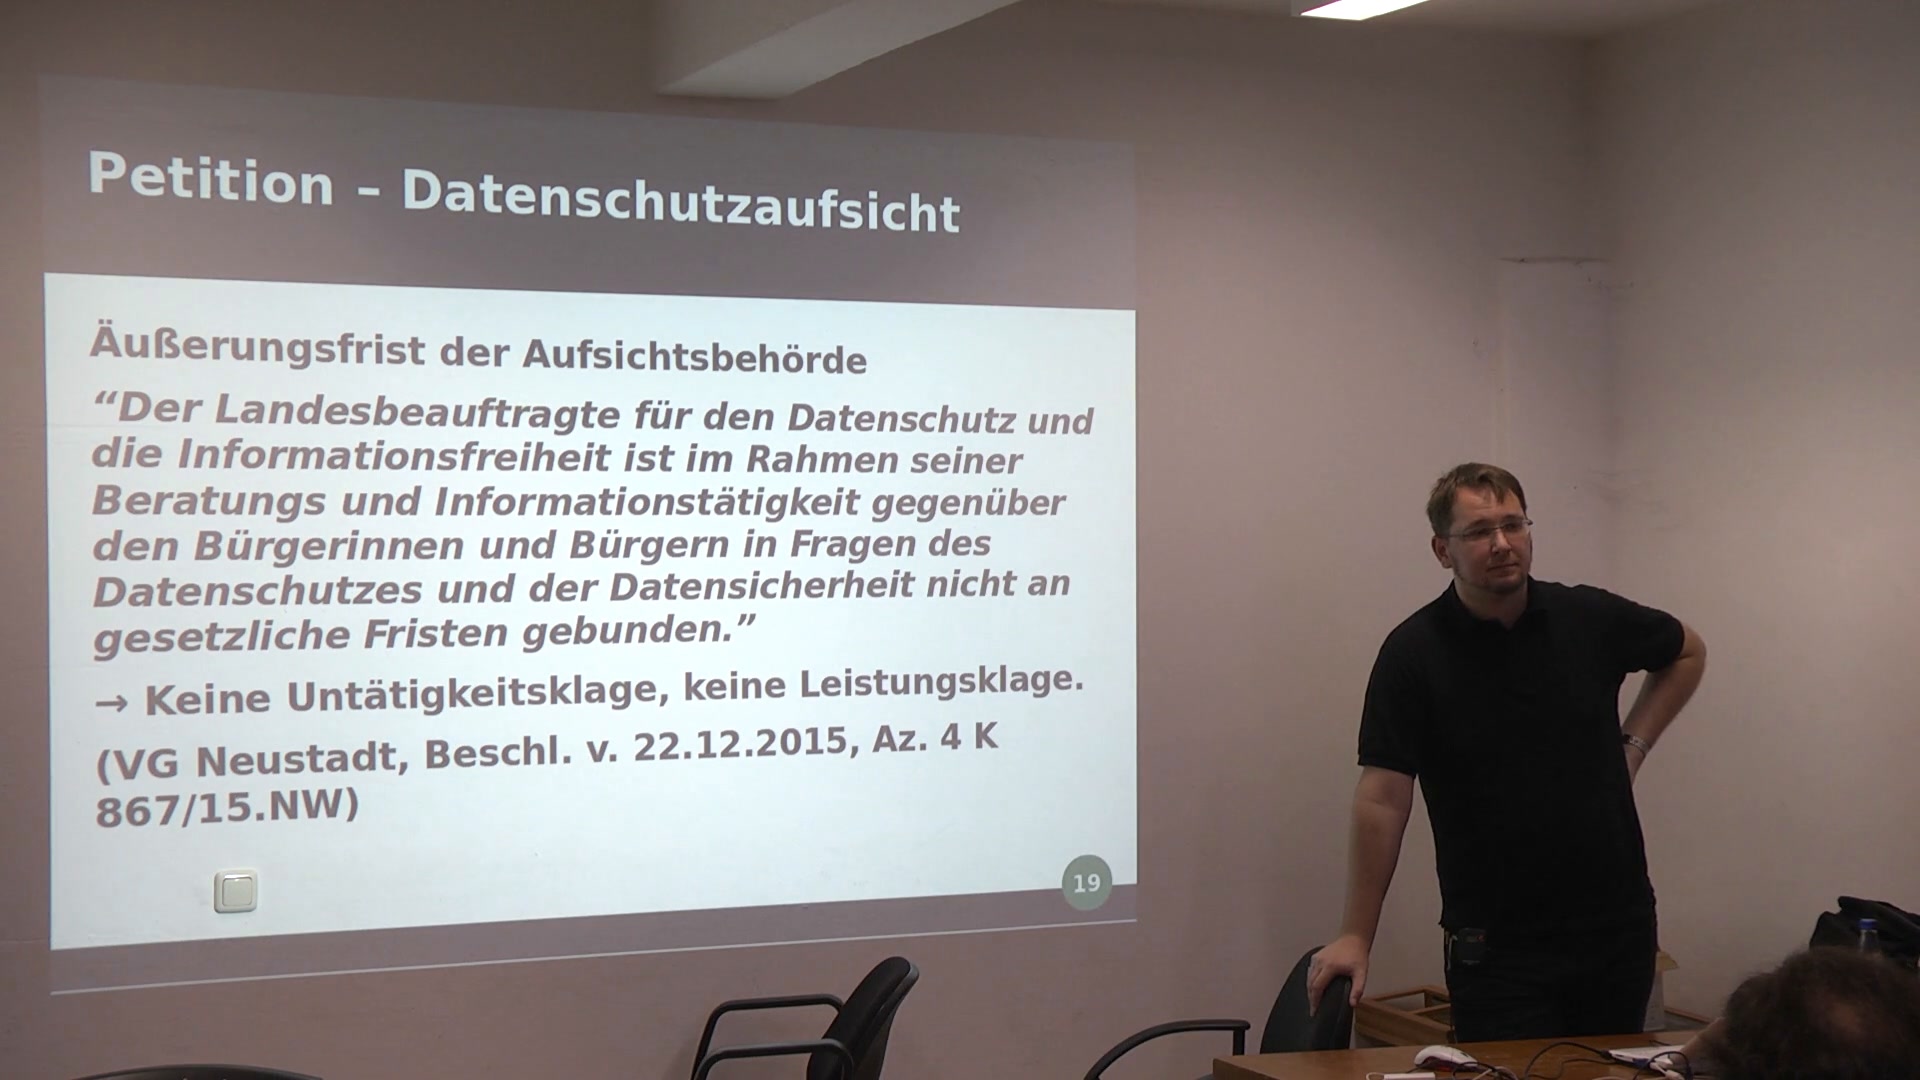 Petition – Datenschutzaufsicht
Äußerungsfrist der Aufsichtsbehörde
“Der Landesbeauftragte für den Datenschutz und
die Informationsfreiheit ist im Rahmen seiner
Beratungs und Informationstätigkeit gegenüber
den Bürgerinnen und Bürgern in Fragen des
Datenschutzes und der Datensicherheit nicht an
gesetzliche Fristen gebunden.”
→ Keine Untätigkeitsklage, keine Leistungsklage.
(VG Neustadt, Beschl. v. 22.12.2015, Az. 4 K
867/15.NW)
19